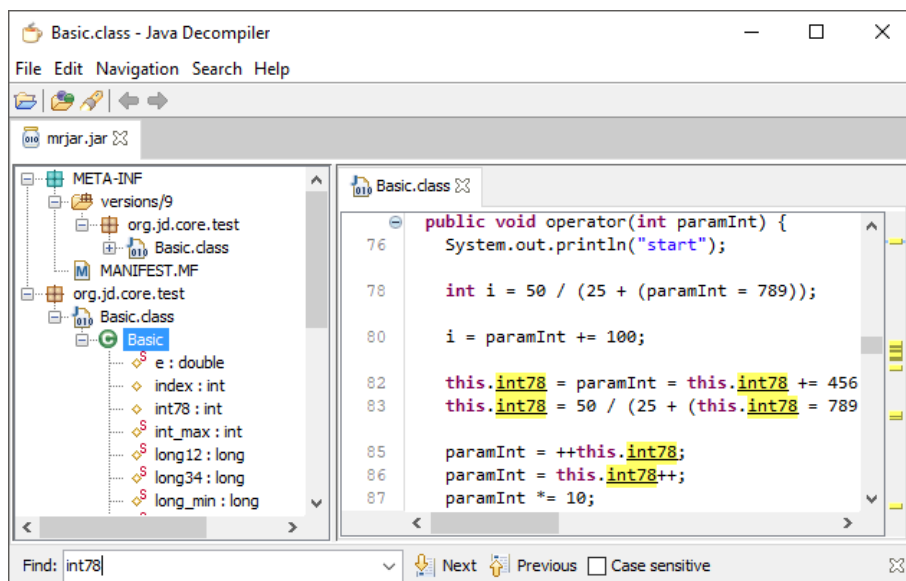 Basic.class - Java Decompiler
File Edit Navigation Search Help
mrjar.jar
META-INF
versions/9
org.jd.core.test
Basic.class
MANIFEST.MF
org.jd.core.test
Basic.class
Basic
e : double
index : int
int78 : int
int_max : int
long12 : long
long34 : long
long_min : long
Basic.class
public void operator(int paramInt) {
76 System.out.println("start");
78 int i = 50 / (25 + (paramInt = 789));
80 i = paramInt += 100;
82 this.int78 = paramInt = this.int78 += 456
83 this.int78 = 50 / (25 + (this.int78 = 789
85 paramInt = ++this.int78;
86 paramInt = this.int78++;
87 paramInt *= 10;
Find: int78 Next Previous Case sensitive